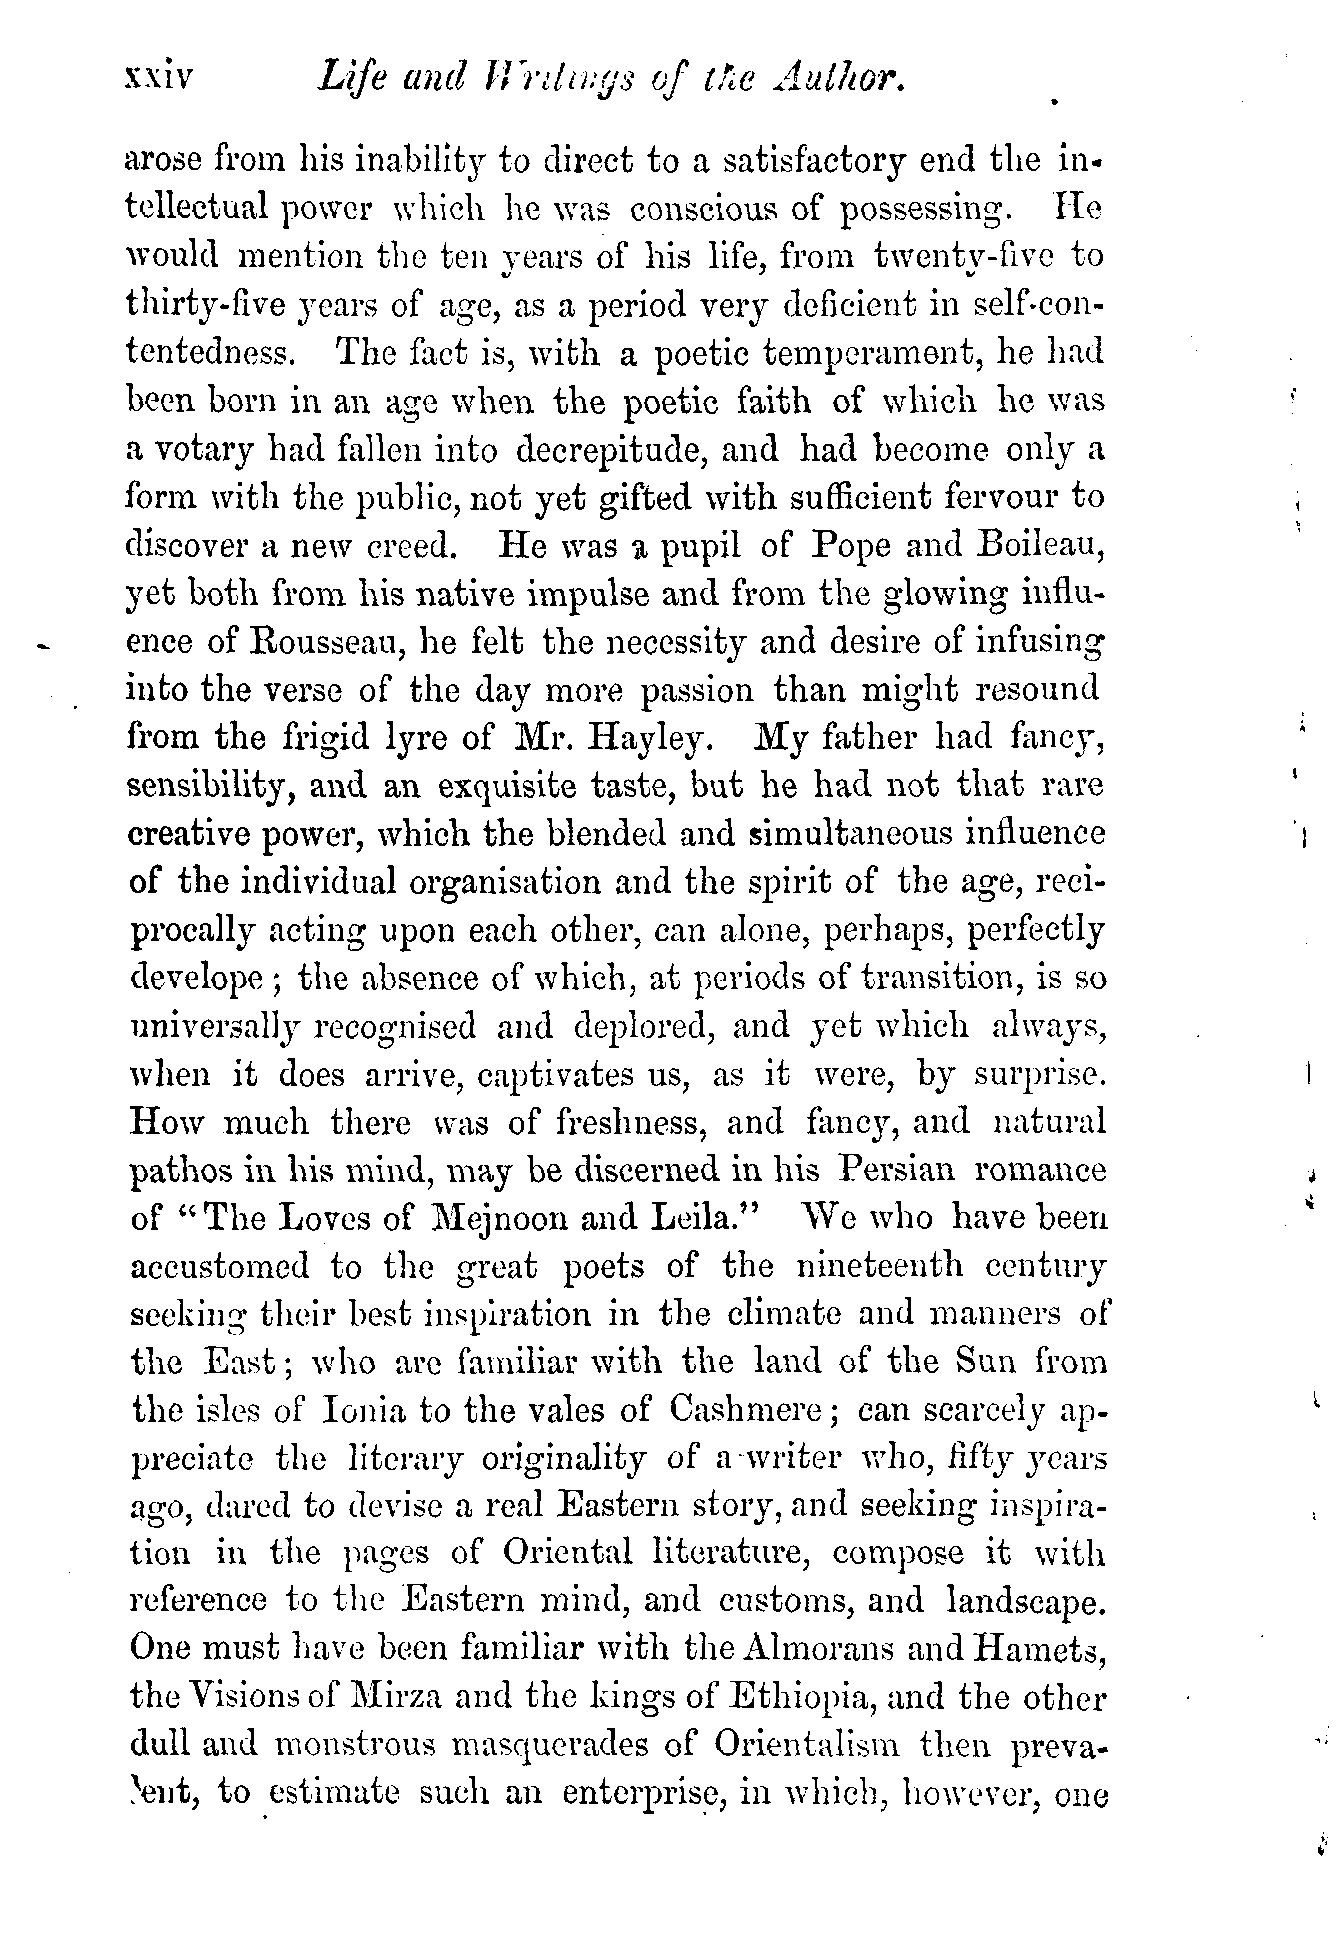 xxiv Life and Writings of the Author.
arose from his inability to direct to a satisfactory end the in-
tellectual power which he was conscious of possessing. He
would mention the ten years of his life, from twenty-five to
thirty-five years of age, as a period very deficient in self-con-
tentedness. The fact is, with a poetic temperament, he had
been born in an age when the poetic faith of which he was
a votary had fallen into decrepitude, and had become only a
form with the public, not yet gifted with sufficient fervour to
discover a new creed. He was a pupil of Pope and Boileau,
yet both from his native impulse and from the glowing influ-
ence of Rousseau, he felt the necessity and desire of infusing
into the verse of the day more passion than might resound
from the frigid lyre of Mr. Hayley. My father had fancy,
sensibility, and an exquisite taste, but he had not that rare
creative power, which the blended and simultaneous influence
of the individual organisation and the spirit of the age, reci-
procally acting upon each other, can alone, perhaps, perfectly
develope; the absence of which, at periods of transition, is so
universally recognised and deplored, and yet which always,
when it does arrive, captivates us, as it were, by surprise.
How much there was of freshness, and fancy, and natural
pathos in his mind, may be discerned in his Persian romance
of "The Loves of Mejnoon and Leila." We who have been
accustomed to the great poets of the nineteenth century
seeking their best inspiration in the climate and manners of
the East; who are familiar with the land of the Sun from
the isles of Ionia to the vales of Cashmere; can scarcely ap-
preciate the literary originality of a writer who, fifty years
ago, dared to devise a real Eastern story, and seeking inspira-
tion in the pages of Oriental literature, compose it with
reference to the Eastern mind, and customs, and landscape.
One must have been familiar with the Almorans and Hamets,
the Visions of Mirza and the kings of Ethiopia, and the other
dull and monstrous masquerades of Orientalism then preva-
lent, to estimate such an enterprise, in which, however, one